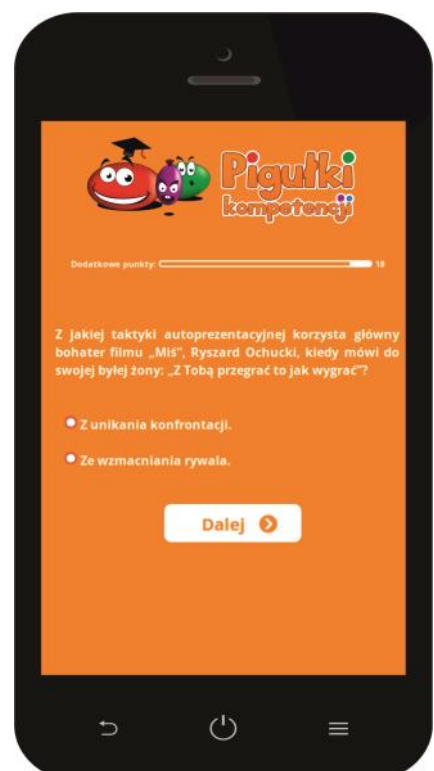 Pigułki
kompetencji
Dodatkowe punkty: 18
Z jakiej taktyki autoprezentacyjnej korzysta główny
bohater filmu „Miś”, Ryszard Ochucki, kiedy mówi do
swojej byłej żony: „Z Tobą przegrać to jak wygrać”?
Z unikania konfrontacji.
Ze wzmacniania rywala.
Dalej